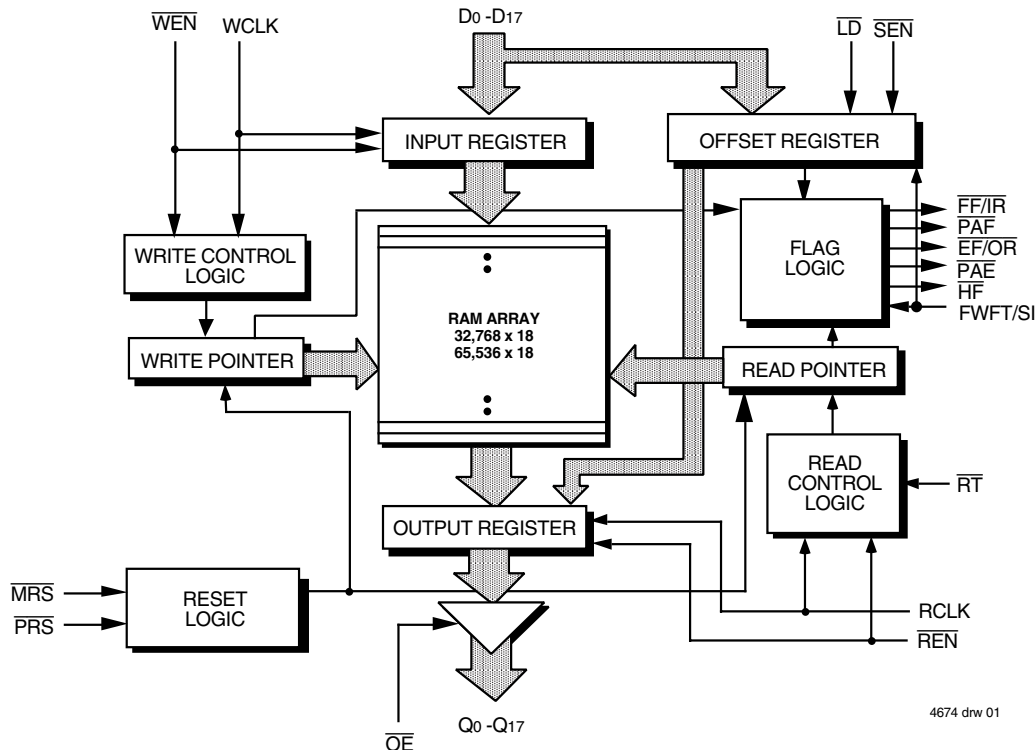 WEN
WCLK
D0 -D17
LD
SEN
INPUT REGISTER
OFFSET REGISTER
WRITE CONTROL
LOGIC
FLAG
LOGIC
FF/IR
PAF
EF/OR
PAE
HF
FWFT/SI
RAM ARRAY
32,768 x 18
65,536 x 18
WRITE POINTER
READ POINTER
READ
CONTROL
LOGIC
RT
OUTPUT REGISTER
MRS
PRS
RESET
LOGIC
RCLK
REN
OE
Q0 -Q17
4674 drw 01